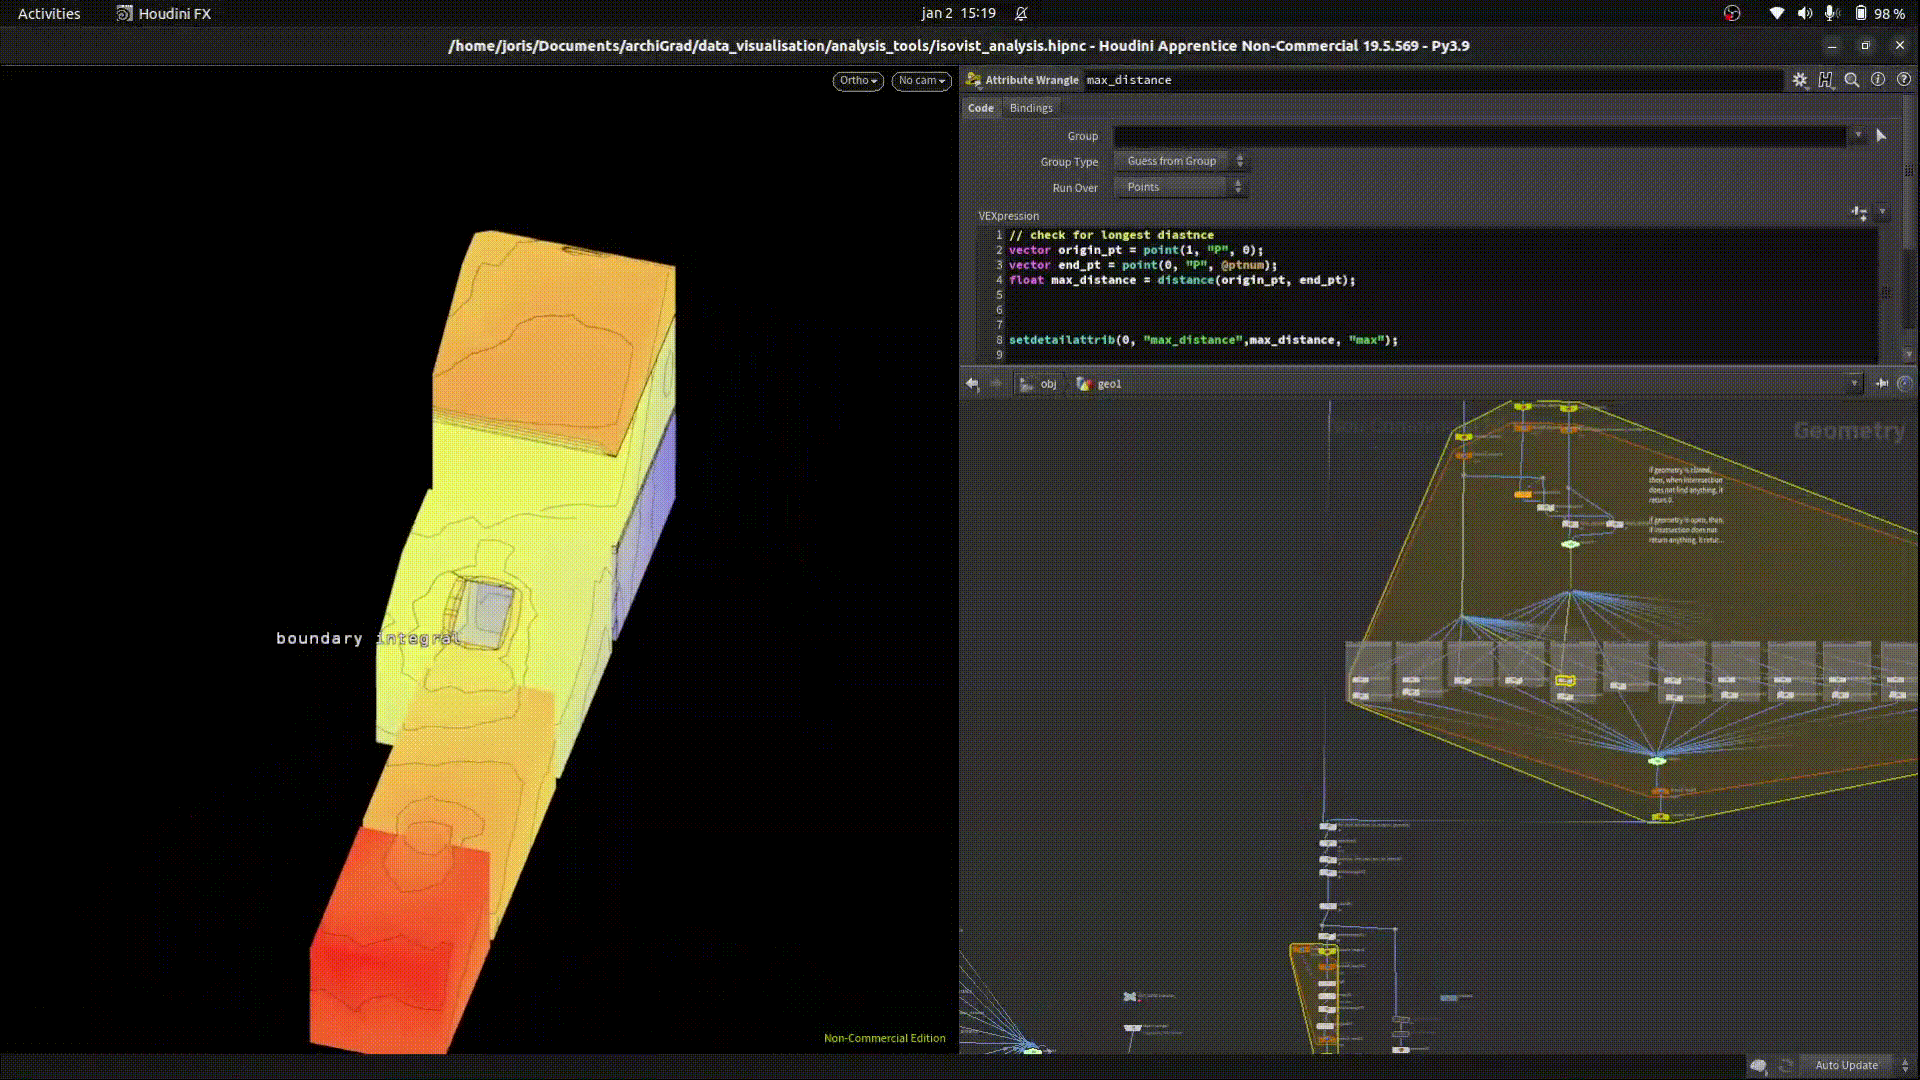 Activities
Houdini FX
jan 2 15:19
98 %
/home/joris/Documents/archiGrad/data_visualisation/analysis_tools/isovist_analysis.hipnc - Houdini Apprentice Non-Commercial 19.5.569 - Py3.9
Ortho
No cam
Attribute Wrangle max_distance
Code Bindings
Group
Group Type Guess from Group
Run Over Points
VEXpression
1 // check for longest diastnce
2 vector origin_pt = point(1, "P", 0);
3 vector end_pt = point(0, "P", @ptnum);
4 float max_distance = distance(origin_pt, end_pt);
5
6
7
8 setdetailattrib(0, "max_distance",max_distance, "max");
9
obj geo1
Geometry
if geometry is closed,
then, when intersection
does not find anything, it
return 0.
if geometry is open, then,
if intersection does not
return anything, it retur...
boundary integral
Non-Commercial Edition
Auto Update